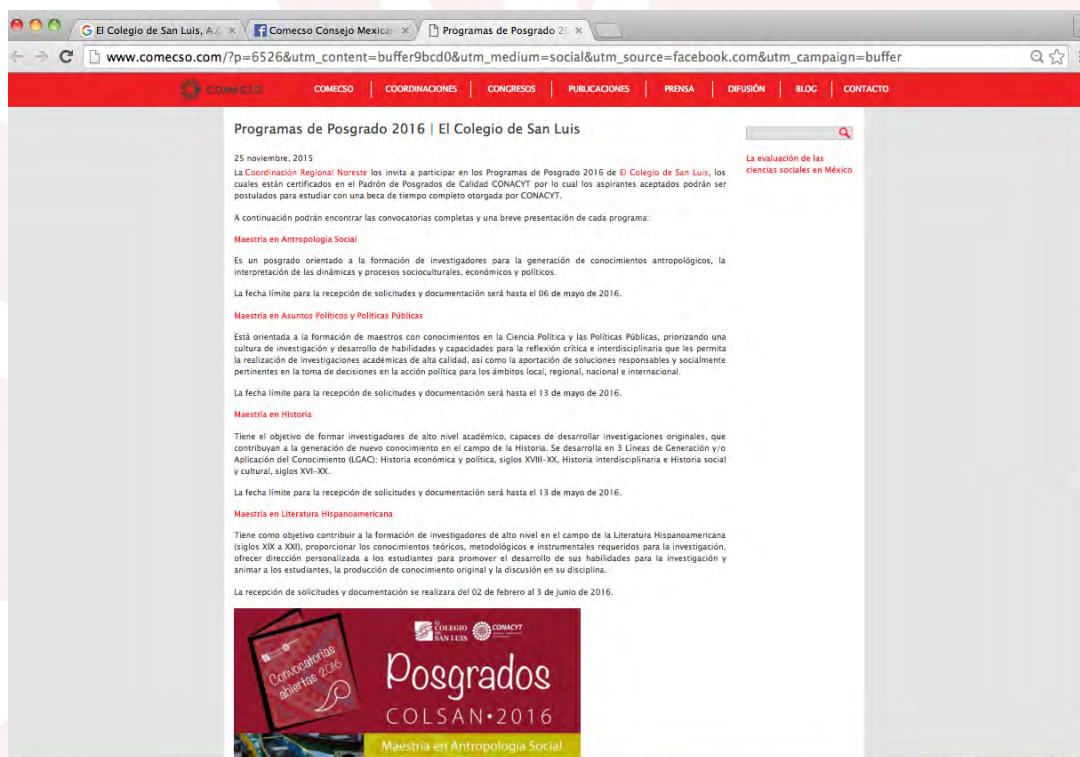 El Colegio de San Luis, A.C
Comecso Consejo Mexica
Programas de Posgrado 20
www.comecso.com/?p=6526&utm_content=buffer9bcd0&utm_medium=social&utm_source=facebook.com&utm_campaign=buffer
COMECSO
COMECSO COORDINACIONES CONGRESOS PUBLICACIONES PRENSA DIFUSIÓN BLOG CONTACTO
Programas de Posgrado 2016 | El Colegio de San Luis
25 noviembre, 2015
La Coordinación Regional Noreste los invita a participar en los Programas de Posgrado 2016 de El Colegio de San Luis, los
cuales están certificados en el Padrón de Posgrados de Calidad CONACYT por lo cual los aspirantes aceptados podrán ser
postulados para estudiar con una beca de tiempo completo otorgada por CONACYT.
A continuación podrán encontrar las convocatorias completas y una breve presentación de cada programa:
Maestría en Antropología Social
Es un posgrado orientado a la formación de investigadores para la generación de conocimientos antropológicos, la
interpretación de las dinámicas y procesos socioculturales, económicos y políticos.
La fecha límite para la recepción de solicitudes y documentación será hasta el 06 de mayo de 2016.
Maestría en Asuntos Políticos y Políticas Públicas
Está orientada a la formación de maestros con conocimientos en la Ciencia Política y las Políticas Públicas, priorizando una
cultura de investigación y desarrollo de habilidades y capacidades para la reflexión crítica e interdisciplinaria que les permita
la realización de investigaciones académicas de alta calidad, así como la aportación de soluciones responsables y socialmente
pertinentes en la toma de decisiones en la acción política para los ámbitos local, regional, nacional e internacional.
La fecha límite para la recepción de solicitudes y documentación será hasta el 13 de mayo de 2016.
Maestría en Historia
Tiene el objetivo de formar investigadores de alto nivel académico, capaces de desarrollar investigaciones originales, que
contribuyan a la generación de nuevo conocimiento en el campo de la Historia. Se desarrolla en 3 Líneas de Generación y/o
Aplicación del Conocimiento (LGAC): Historia económica y política, siglos XVIII-XX, Historia interdisciplinaria e Historia social
y cultural, siglos XVI-XX.
La fecha límite para la recepción de solicitudes y documentación será hasta el 13 de mayo de 2016.
Maestría en Literatura Hispanoamericana
Tiene como objetivo contribuir a la formación de investigadores de alto nivel en el campo de la Literatura Hispanoamericana
(siglos XIX a XXI), proporcionar los conocimientos teóricos, metodológicos e instrumentales requeridos para la investigación,
ofrecer dirección personalizada a los estudiantes para promover el desarrollo de sus habilidades para la investigación y
animar a los estudiantes, la producción de conocimiento original y la discusión en su disciplina.
La recepción de solicitudes y documentación se realizara del 02 de febrero al 3 de junio de 2016.
La evaluación de las
ciencias sociales en México
EL COLEGIO DE SAN LUIS
CONACYT
Convocatorias
abiertas 2016
Posgrados
COLSAN•2016
Maestría en Antropología Social